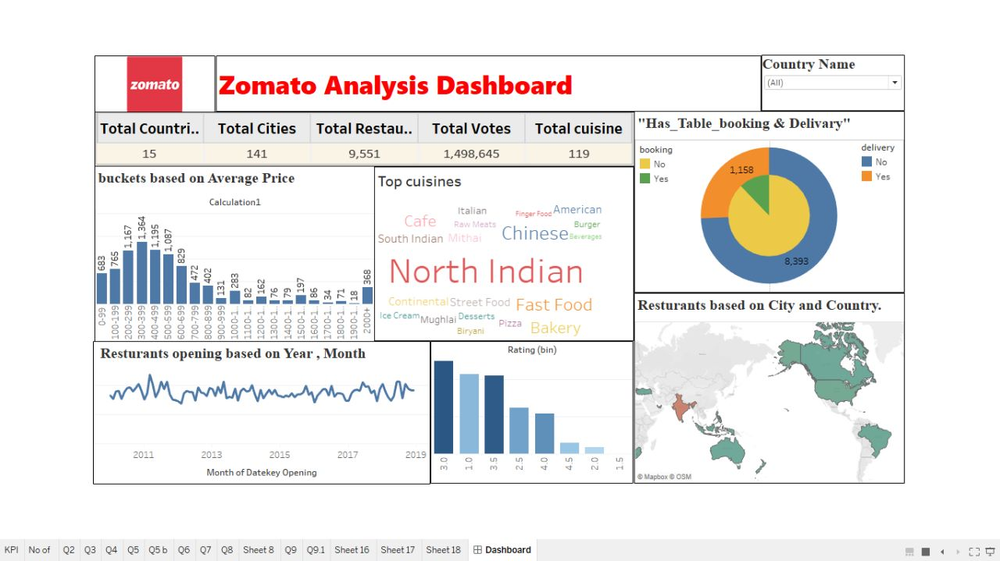 zomato
Zomato Analysis Dashboard
Country Name
(All)
Total Countri.. Total Cities Total Restau.. Total Votes Total cuisine
15 141 9,551 1,498,645 119
"Has_Table_booking & Delivary"
booking
No
Yes
delivery
No
Yes
1,158
8,393
buckets based on Average Price
Calculation1
683 765 1,167 1,364 1,195 1,087 829 472 402 131 283 82 162 76 79 197 86 34 71 18 368
0-99 100-199 200-299 300-399 400-499 500-599 600-699 700-799 800-899 900-999 1000-1.. 1100-1.. 1200-1.. 1300-1.. 1400-1.. 1500-1.. 1600-1.. 1700-1.. 1800-1.. 1900-1.. 2000+
Top cuisines
Italian Finger Food American
Cafe Raw Meats Burger
South Indian Mithai Chinese Beverages
North Indian
Continental Street Food Fast Food
Ice Cream Mughlai Desserts Pizza Bakery
Biryani
Resturants based on City and Country.
© Mapbox © OSM
Resturants opening based on Year , Month
2011 2013 2015 2017 2019
Month of Datekey Opening
Rating (bin)
3.0 1.0 3.5 2.5 4.0 4.5 2.0 1.5
KPI No of Q2 Q3 Q4 Q5 Q5 b Q6 Q7 Q8 Sheet 8 Q9 Q9.1 Sheet 16 Sheet 17 Sheet 18 Dashboard